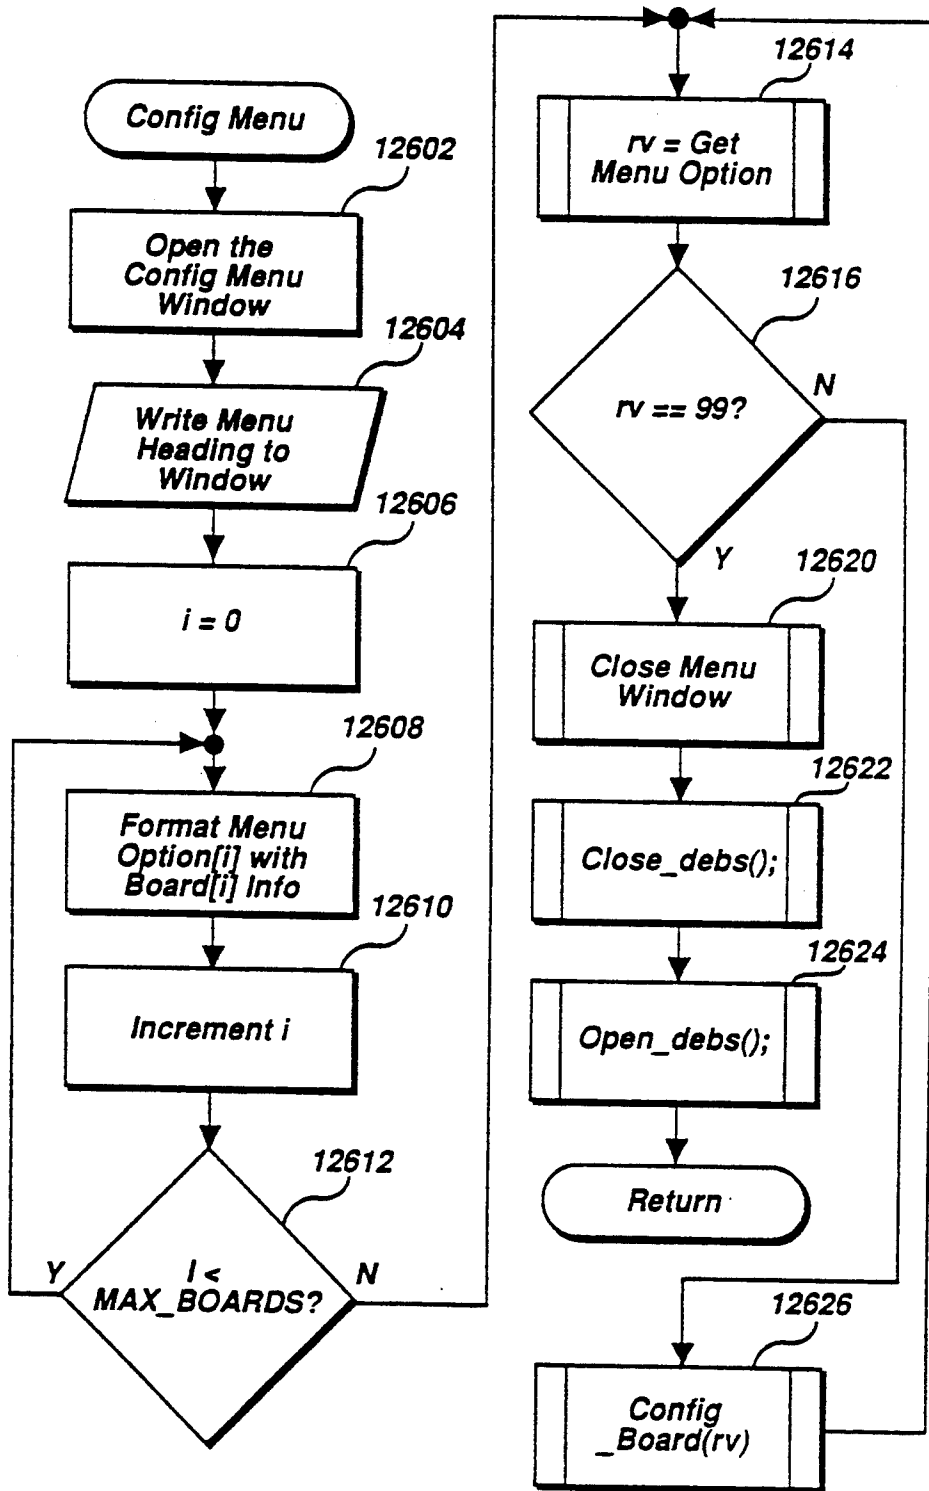 Config Menu
12602
Open the
Config Menu
Window
12604
Write Menu
Heading to
Window
12606
i = 0
12608
Format Menu
Option[i] with
Board[i] Info
12610
Increment i
12612
I <
MAX_BOARDS?
Y
N
12614
rv = Get
Menu Option
12616
rv == 99?
N
Y
12620
Close Menu
Window
12622
Close_debs();
12624
Open_debs();
Return
12626
Config
_Board(rv)